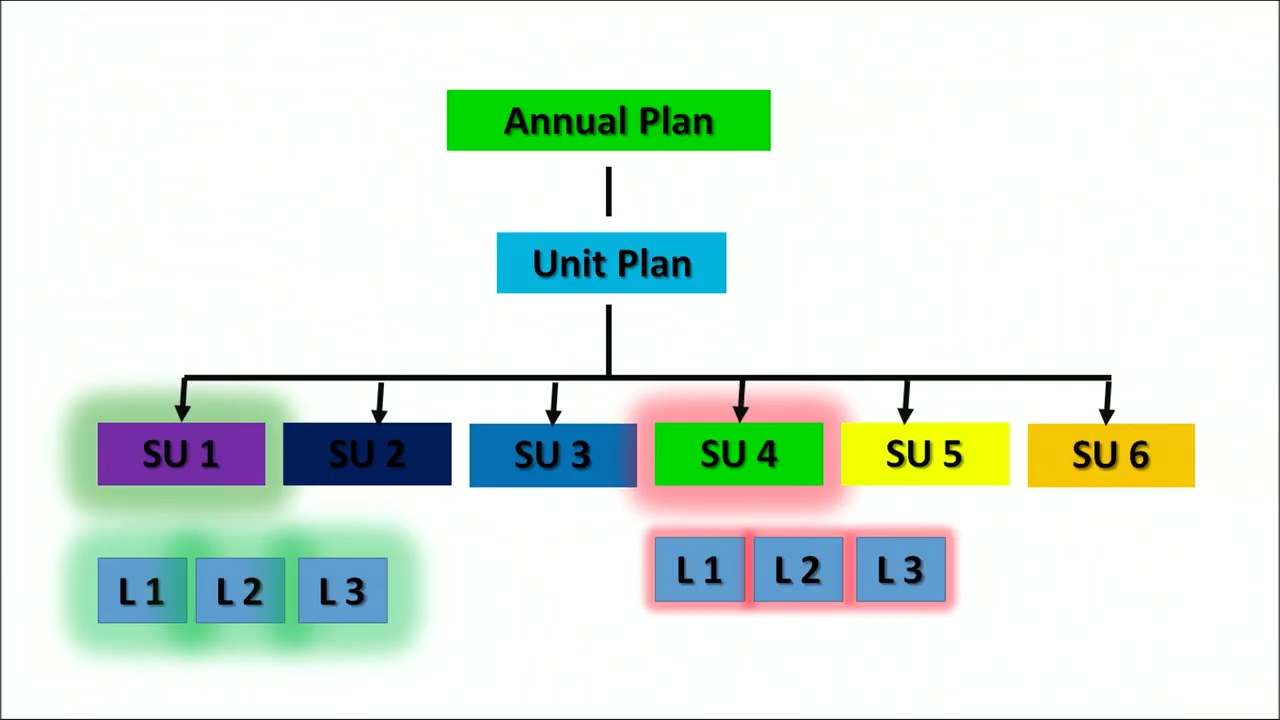 Annual Plan
Unit Plan
SU 1 SU 2 SU 3 SU 4 SU 5 SU 6
L 1 L 2 L 3 L 1 L 2 L 3